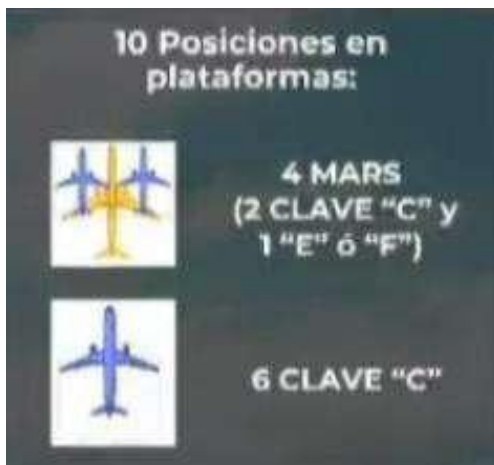 10 Posiciones en
plataformas:
4 MARS
(2 CLAVE “C” y
1 “E” ó “F”)
6 CLAVE “C”